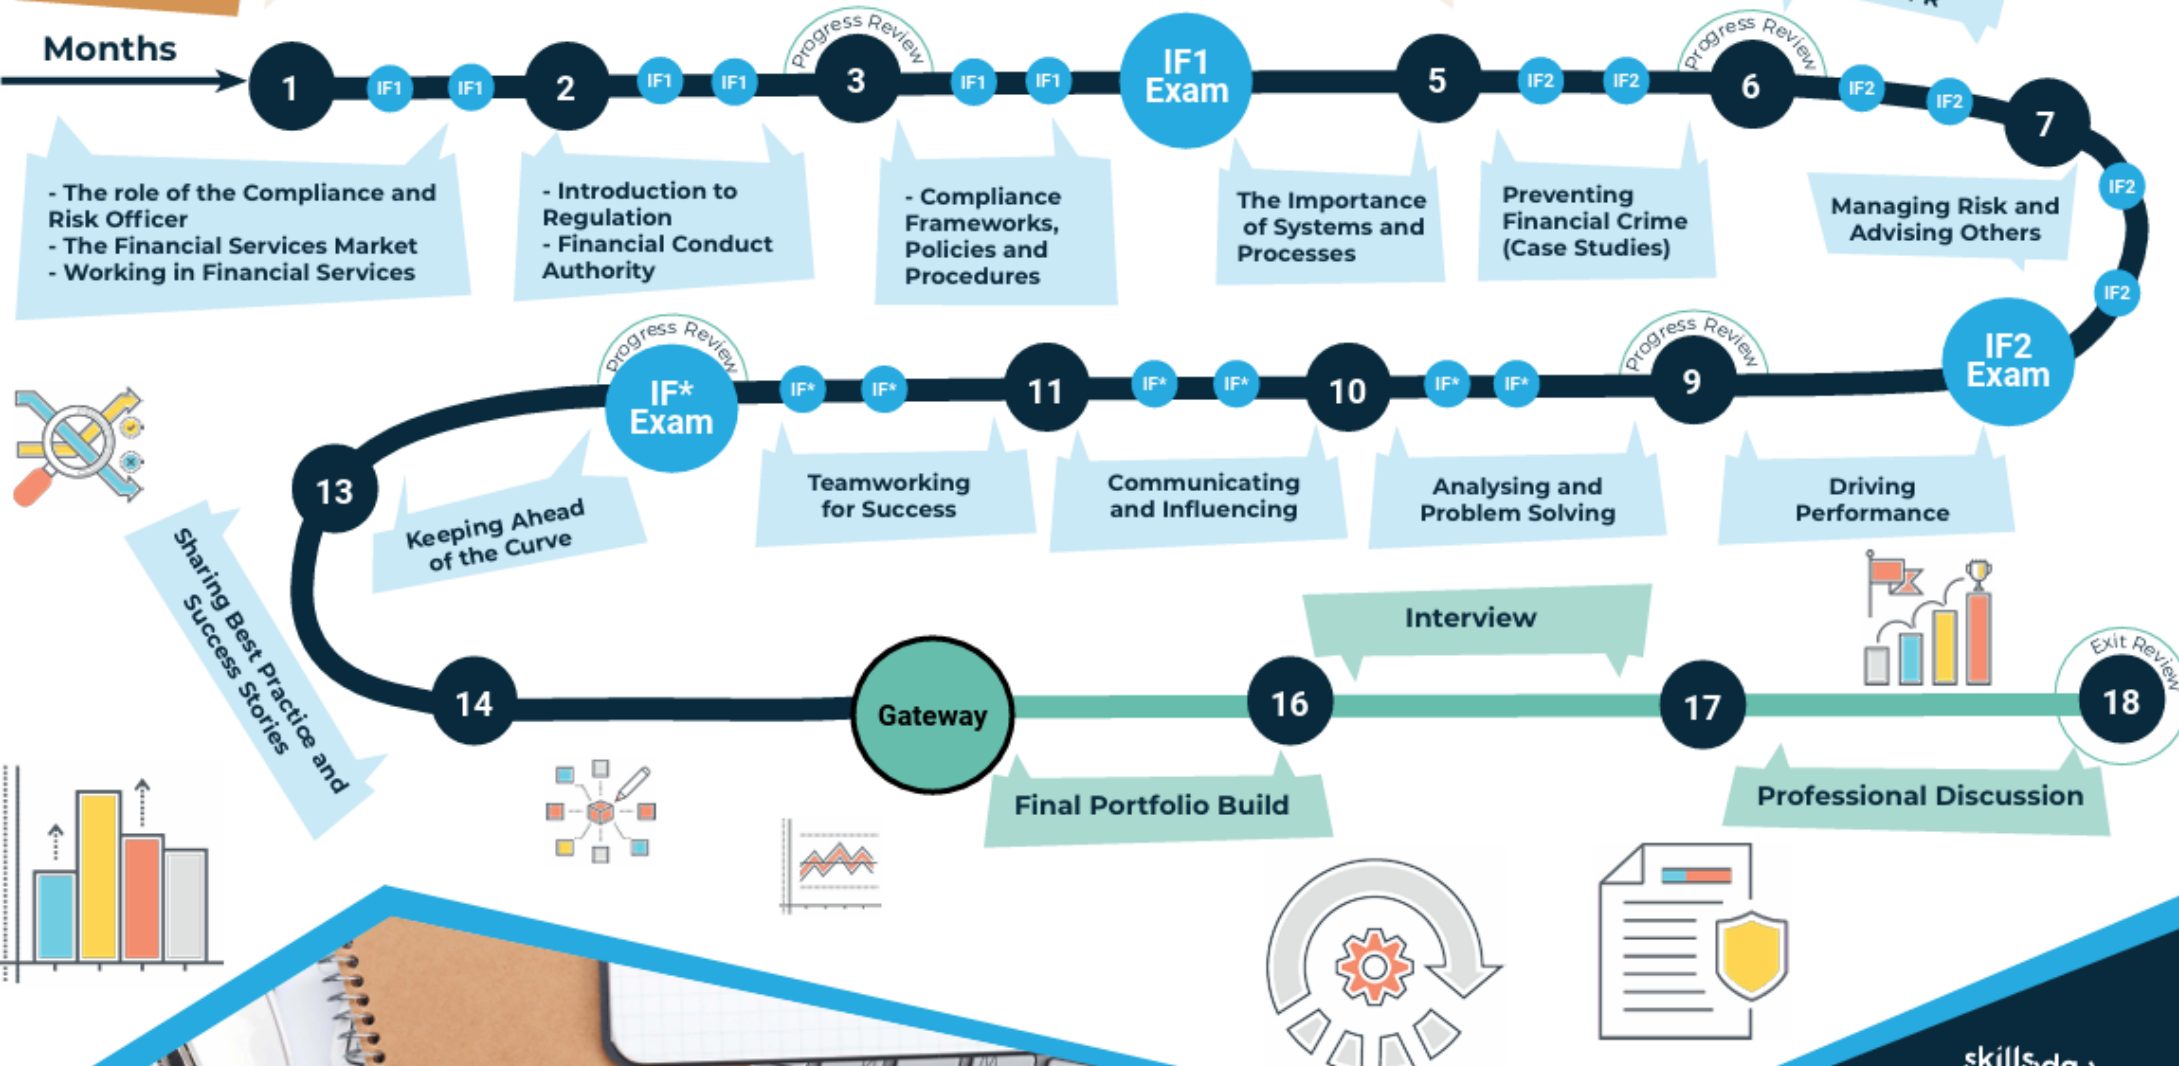 Months
1
IF1
IF1
2
IF1
IF1
Progress Review
3
IF1
IF1
IF1
Exam
5
IF2
IF2
Progress Review
6
IF2
IF2
7
IF2
IF2
- The role of the Compliance and
Risk Officer
- The Financial Services Market
- Working in Financial Services
- Introduction to
Regulation
- Financial Conduct
Authority
- Compliance
Frameworks,
Policies and
Procedures
The Importance
of Systems and
Processes
Preventing
Financial Crime
(Case Studies)
Managing Risk and
Advising Others
IF2
Exam
Progress Review
9
IF*
IF*
10
IF*
IF*
11
IF*
IF*
Progress Review
IF*
Exam
13
Driving
Performance
Analysing and
Problem Solving
Communicating
and Influencing
Teamworking
for Success
Keeping Ahead
of the Curve
Sharing Best Practice and
Success Stories
14
Gateway
16
17
Exit Review
18
Interview
Final Portfolio Build
Professional Discussion
skills